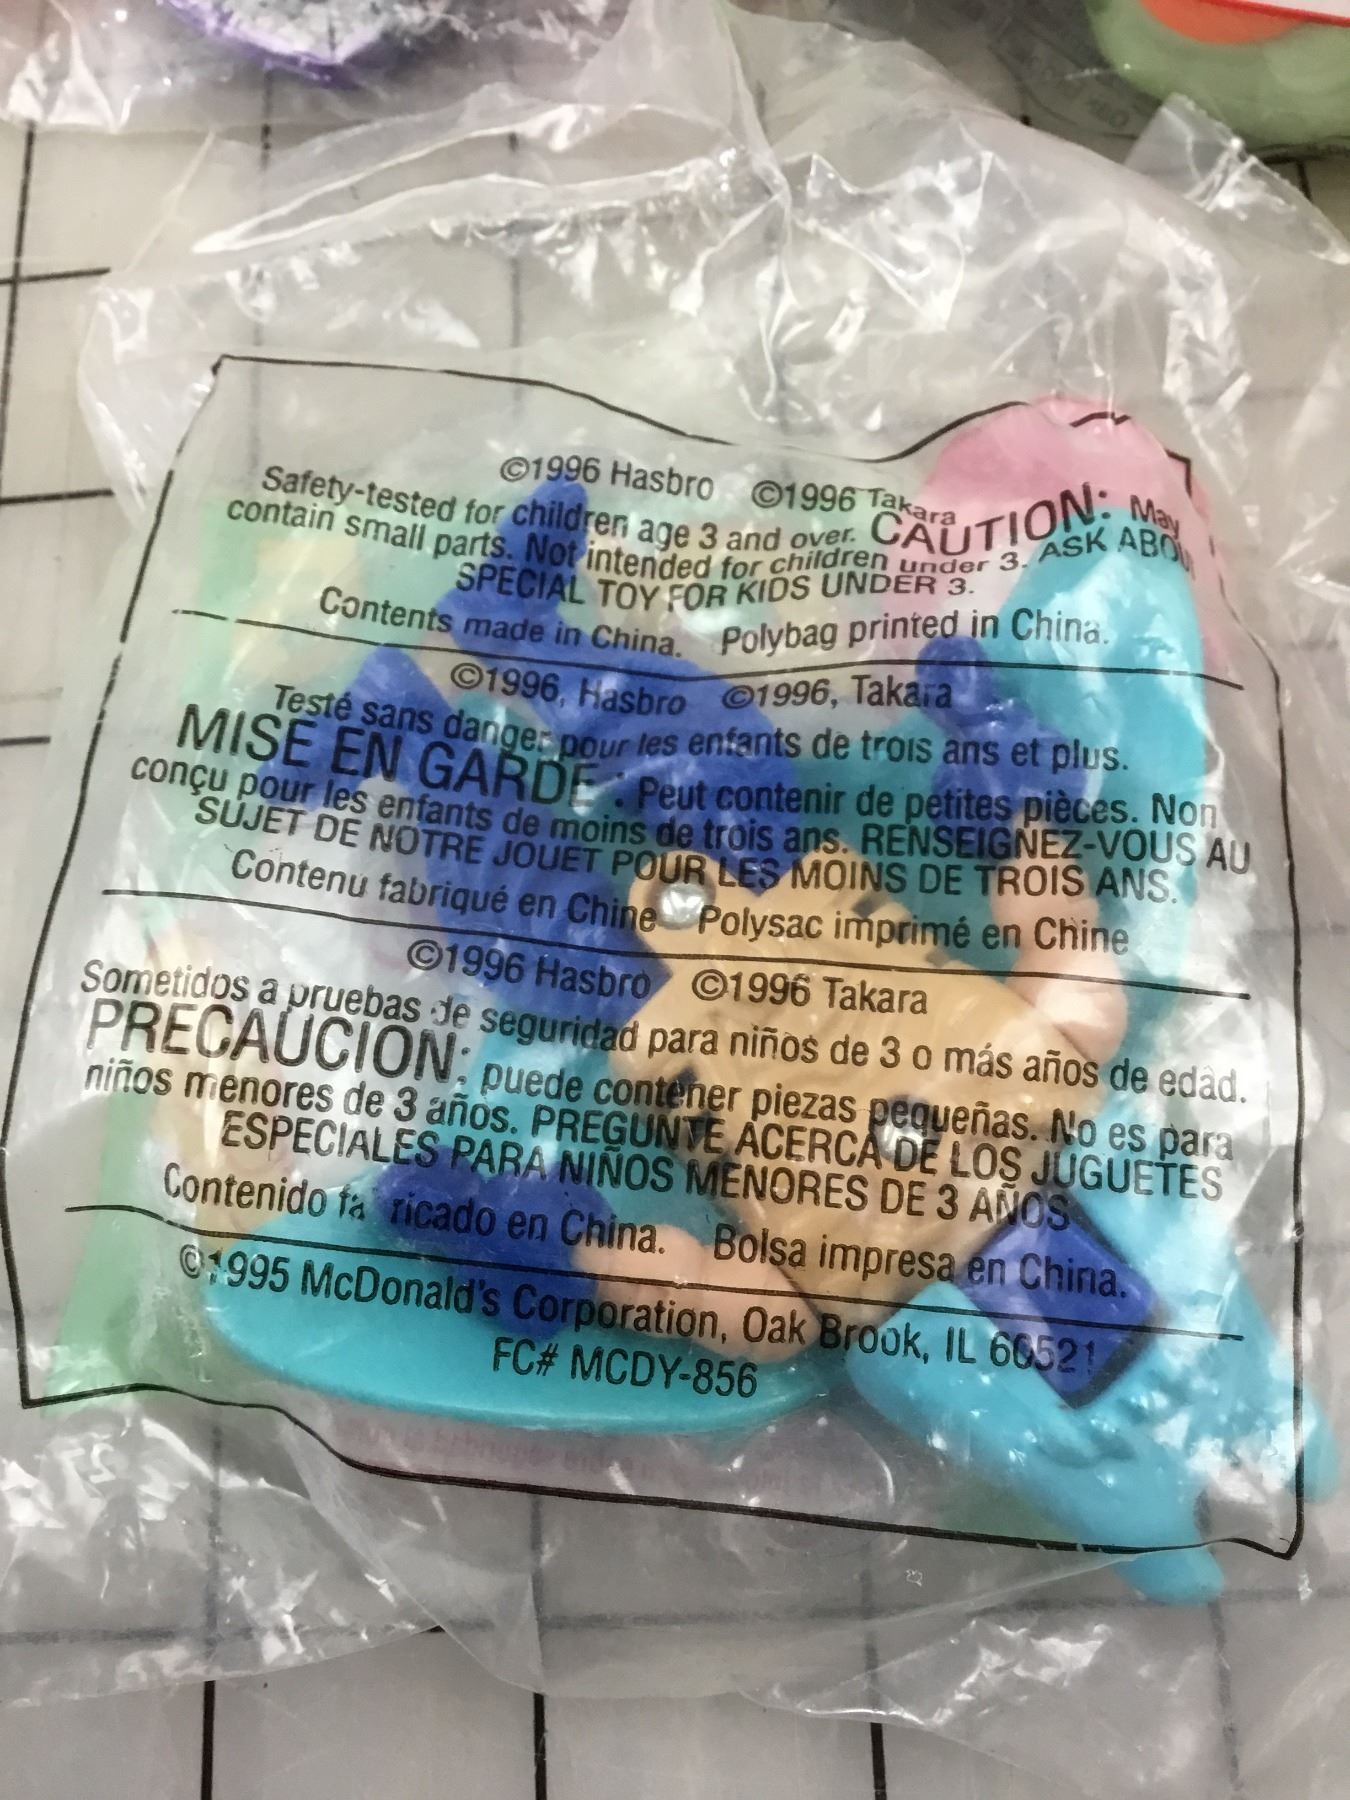 ©1996 Hasbro ©1996 Takara
Safety-tested for children age 3 and over. CAUTION: May
contain small parts. Not intended for children under 3. ASK ABOU
SPECIAL TOY FOR KIDS UNDER 3.
Contents made in China. Polybag printed in China.
©1996, Hasbro ©1996, Takara
Testé sans danger pour les enfants de trois ans et plus.
MISE EN GARDE : Peut contenir de petites pièces. Non
conçu pour les enfants de moins de trois ans. RENSEIGNEZ-VOUS AU
SUJET DE NOTRE JOUET POUR LES MOINS DE TROIS ANS.
Contenu fabriqué en Chine Polysac imprimé en Chine
©1996 Hasbro ©1996 Takara
Sometidos a pruebas de seguridad para niños de 3 o más años de edad.
PRECAUCION: puede contener piezas pequeñas. No es para
niños menores de 3 años. PREGUNTE ACERCA DE LOS JUGUETES
ESPECIALES PARA NIÑOS MENORES DE 3 AÑOS
Contenido fa ricado en China. Bolsa impresa en China.
©1995 McDonald's Corporation, Oak Brook, IL 60521
FC# MCDY-856